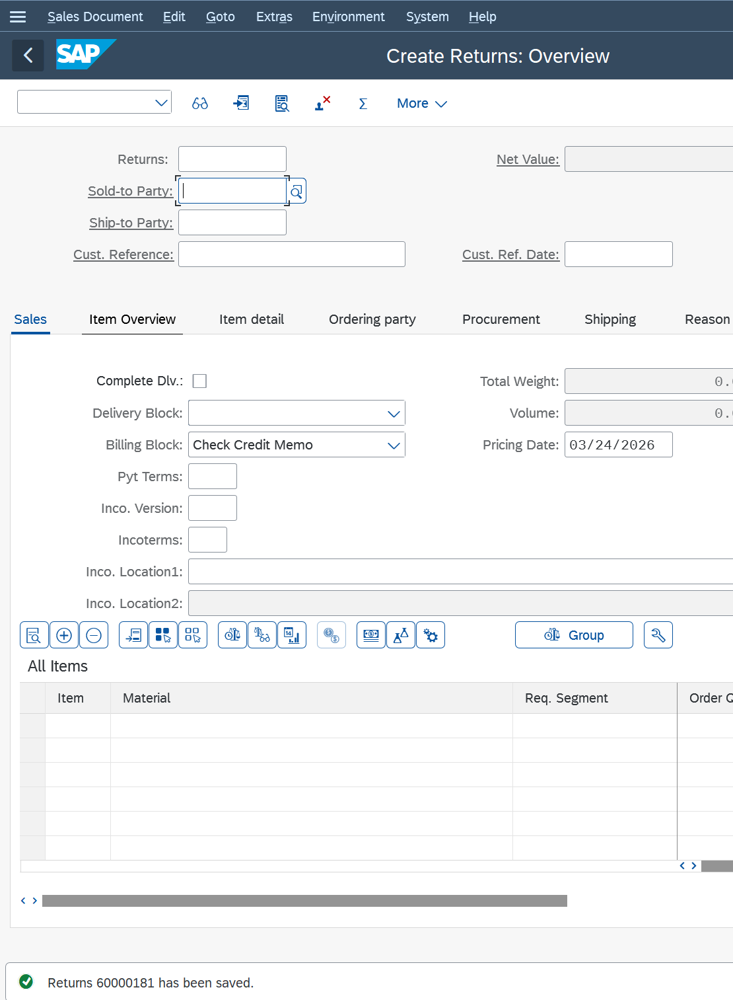 Sales Document Edit Goto Extras Environment System Help
SAP Create Returns: Overview
Σ More
Returns: Net Value:
Sold-to Party:
Ship-to Party:
Cust. Reference: Cust. Ref. Date:
Sales Item Overview Item detail Ordering party Procurement Shipping Reason
Complete Dlv.: Total Weight: 0.
Delivery Block: Volume: 0.
Billing Block: Check Credit Memo Pricing Date: 03/24/2026
Pyt Terms:
Inco. Version:
Incoterms:
Inco. Location1:
Inco. Location2:
14 Group
All Items
Item Material Req. Segment Order Q
Returns 60000181 has been saved.